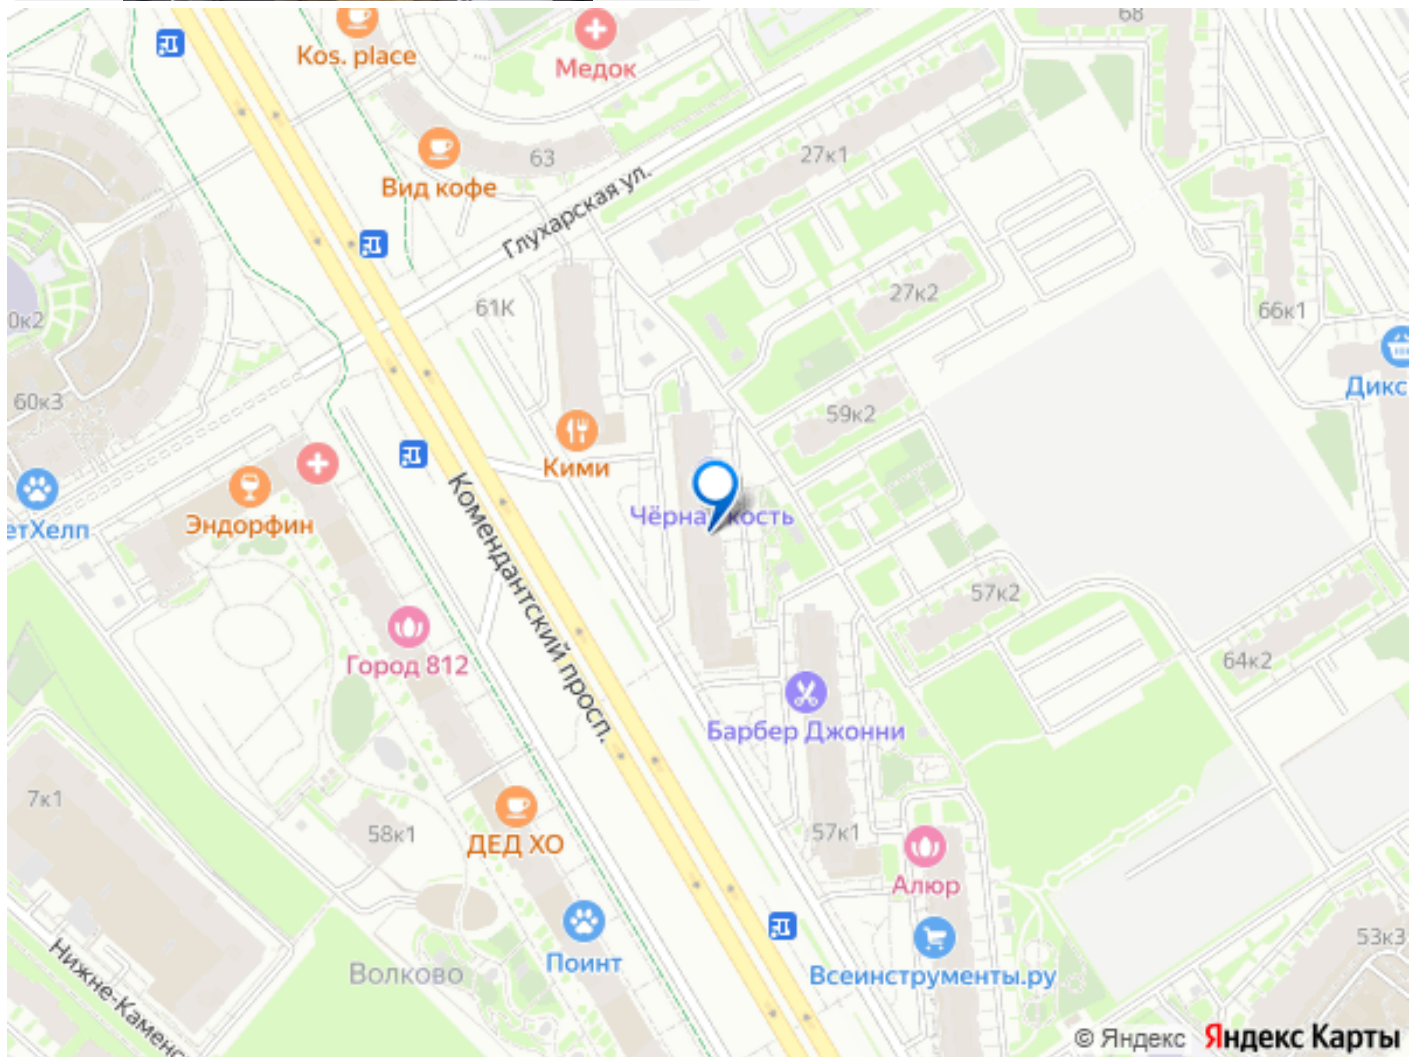 68
Kos. place
Медок
63
27к1
Вид кофе
Глухарская ул.
27к2
61К
66к1
0к2
Дикс
60к3
59к2
Кими
Комендантский просп.
Эндорфин
етХелп
57к2
Город 812
64к2
Барбер Джонни
7к1
58к1
57к1
ДЕД ХО
Алюр
53к3
Поинт
Волково
Всеинструменты.ру
Нижне-Каменс
© Яндекс Яндекс Карты